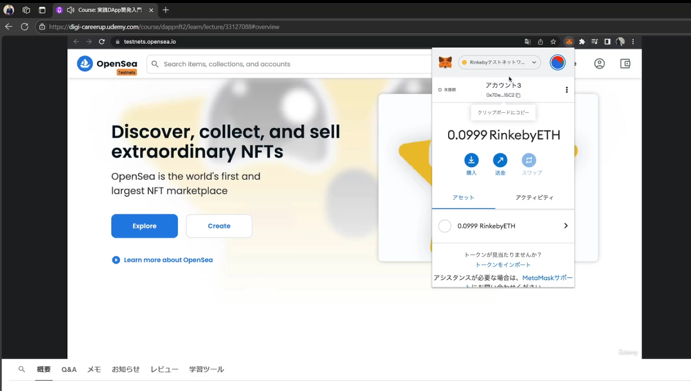 Course: 実践DApp開発入門
https://digi-careerup.udemy.com/course/dappnft2/learn/lecture/33127088#overview
testnets.opensea.io
OpenSea
Testnets
Search items, collections, and accounts
Discover, collect, and sell
extraordinary NFTs
OpenSea is the world's first and
largest NFT marketplace
Explore
Create
Learn more about OpenSea
Rinkebyテストネットワ...
未接続
アカウント3
クリップボードにコピー
0.0999 RinkebyETH
購入
送金
スワップ
アセット
アクティビティ
0.0999 RinkebyETH
トークンが見当たりませんか？
トークンをインポート
アシスタンスが必要な場合は、MetaMaskサポー
Udemy
概要
Q&A
メモ
お知らせ
レビュー
学習ツール